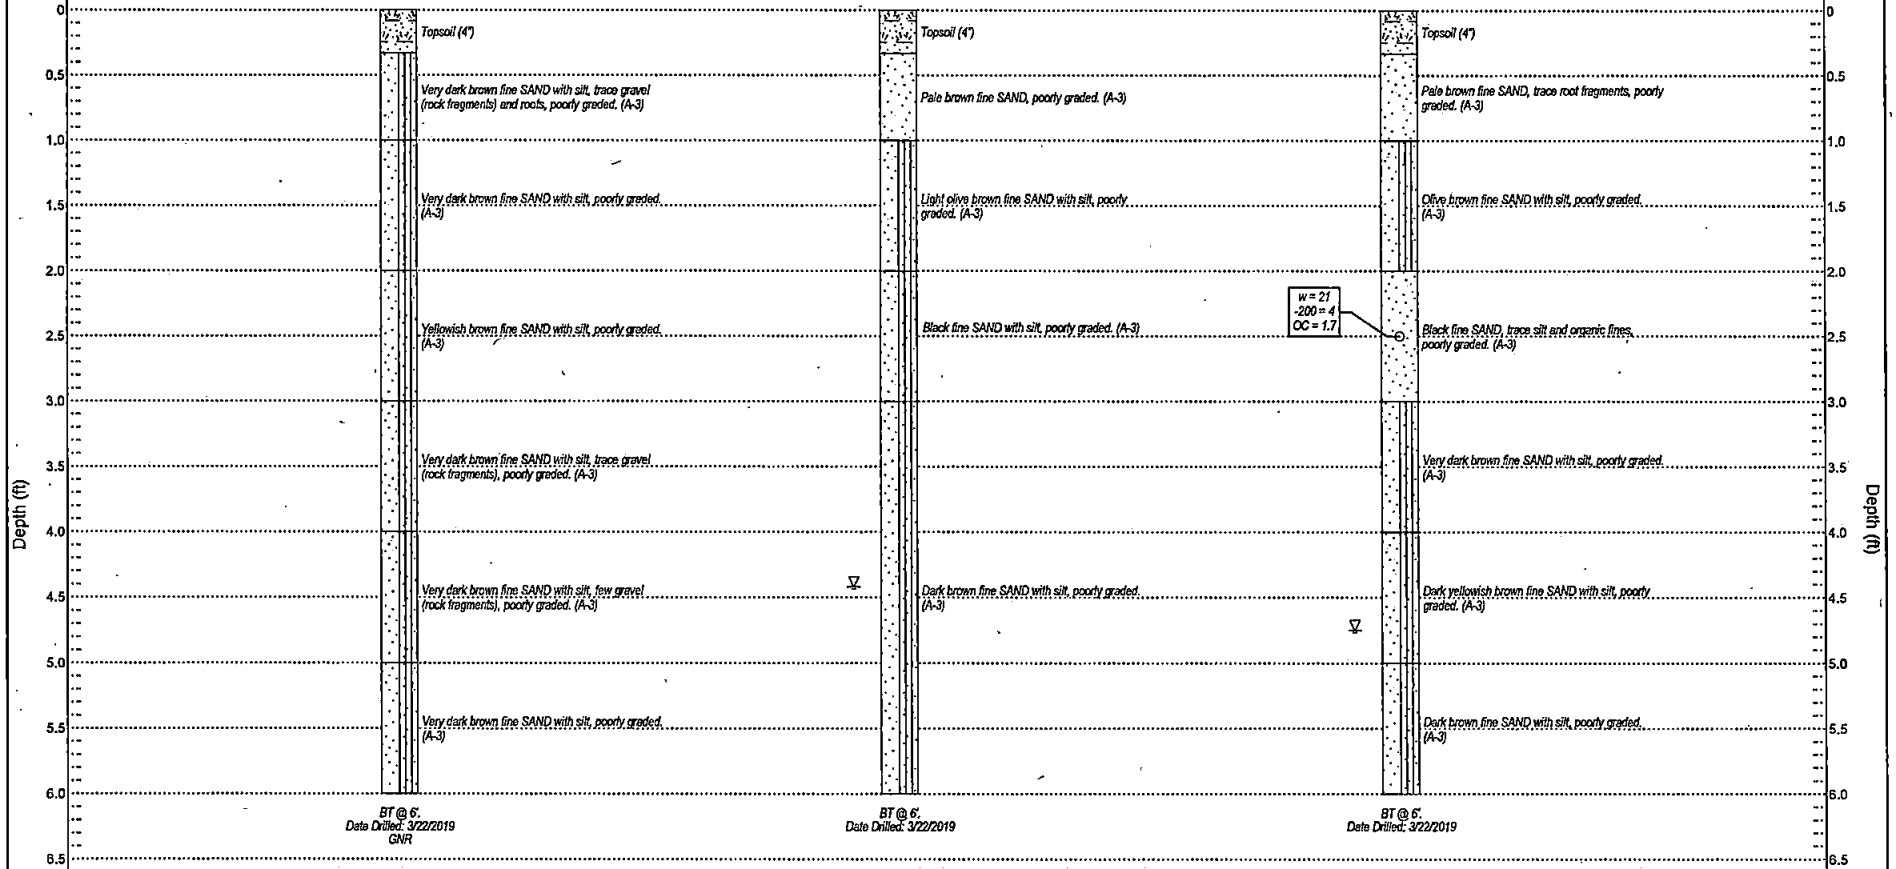 0
0.5
1.0
1.5
2.0
2.5
3.0
3.5
4.0
4.5
5.0
5.5
6.0
6.5
Depth (ft)
Topsoil (4")
Very dark brown fine SAND with silt, trace gravel
(rock fragments) and roots, poorly graded. (A-3)
Very dark brown fine SAND with silt, poorly graded.
(A-3)
Yellowish brown fine SAND with silt, poorly graded.
(A-3)
Very dark brown fine SAND with silt, trace gravel
(rock fragments), poorly graded. (A-3)
Very dark brown fine SAND with silt, few gravel
(rock fragments), poorly graded. (A-3)
Very dark brown fine SAND with silt, poorly graded.
(A-3)
BT @ 6'.
Date Drilled: 3/22/2019
GNR
Topsoil (4")
Pale brown fine SAND, poorly graded. (A-3)
Light olive brown fine SAND with silt, poorly
graded. (A-3)
Black fine SAND with silt, poorly graded. (A-3)
Dark brown fine SAND with silt, poorly graded.
(A-3)
BT @ 6'.
Date Drilled: 3/22/2019
Topsoil (4")
Pale brown fine SAND, trace root fragments, poorly
graded. (A-3)
Olive brown fine SAND with silt, poorly graded.
(A-3)
w = 21
-200 = 4
OC = 1.7
Black fine SAND, trace silt and organic fines,
poorly graded. (A-3)
Very dark brown fine SAND with silt, poorly graded.
(A-3)
Dark yellowish brown fine SAND with silt, poorly
graded. (A-3)
Dark brown fine SAND with silt, poorly graded.
(A-3)
BT @ 6'.
Date Drilled: 3/22/2019
0
0.5
1.0
1.5
2.0
2.5
3.0
3.5
4.0
4.5
5.0
5.5
6.0
6.5
Depth (ft)